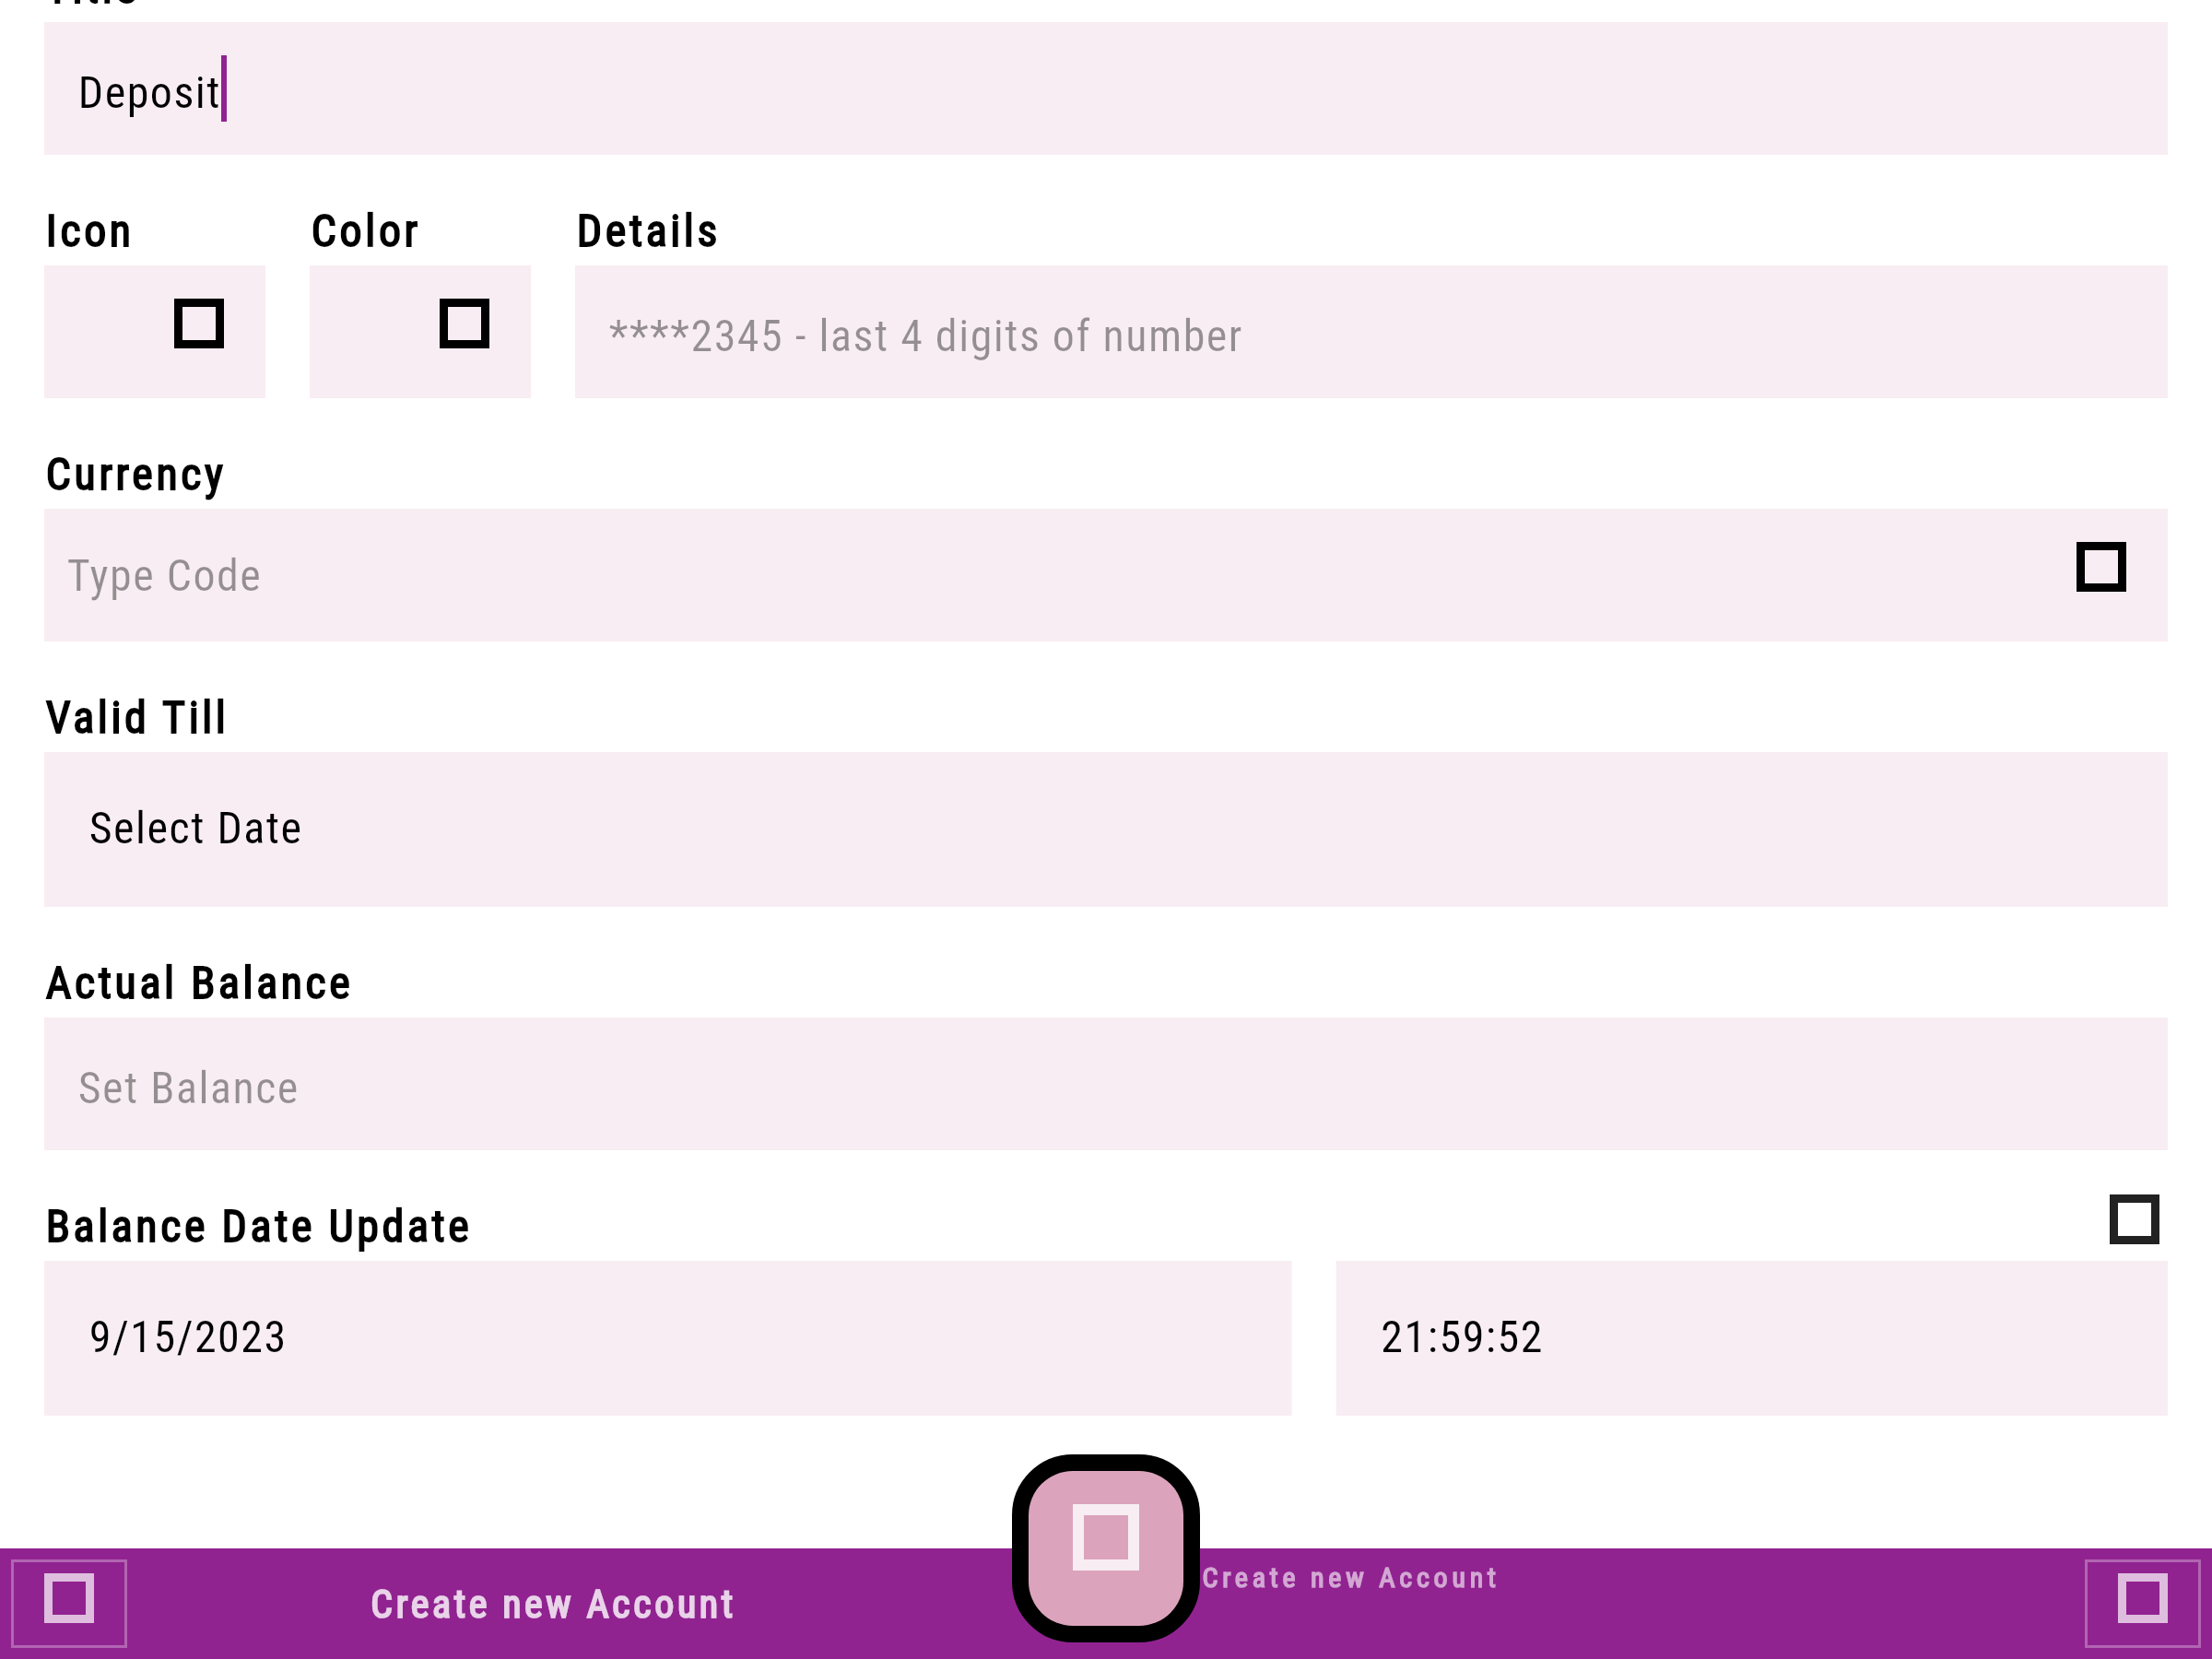 Deposit
Icon Color Details
****2345 - last 4 digits of number
Currency
Type Code
Valid Till
Select Date
Actual Balance
Set Balance
Balance Date Update
9/15/2023 21:59:52
Create new Account
Create new Account